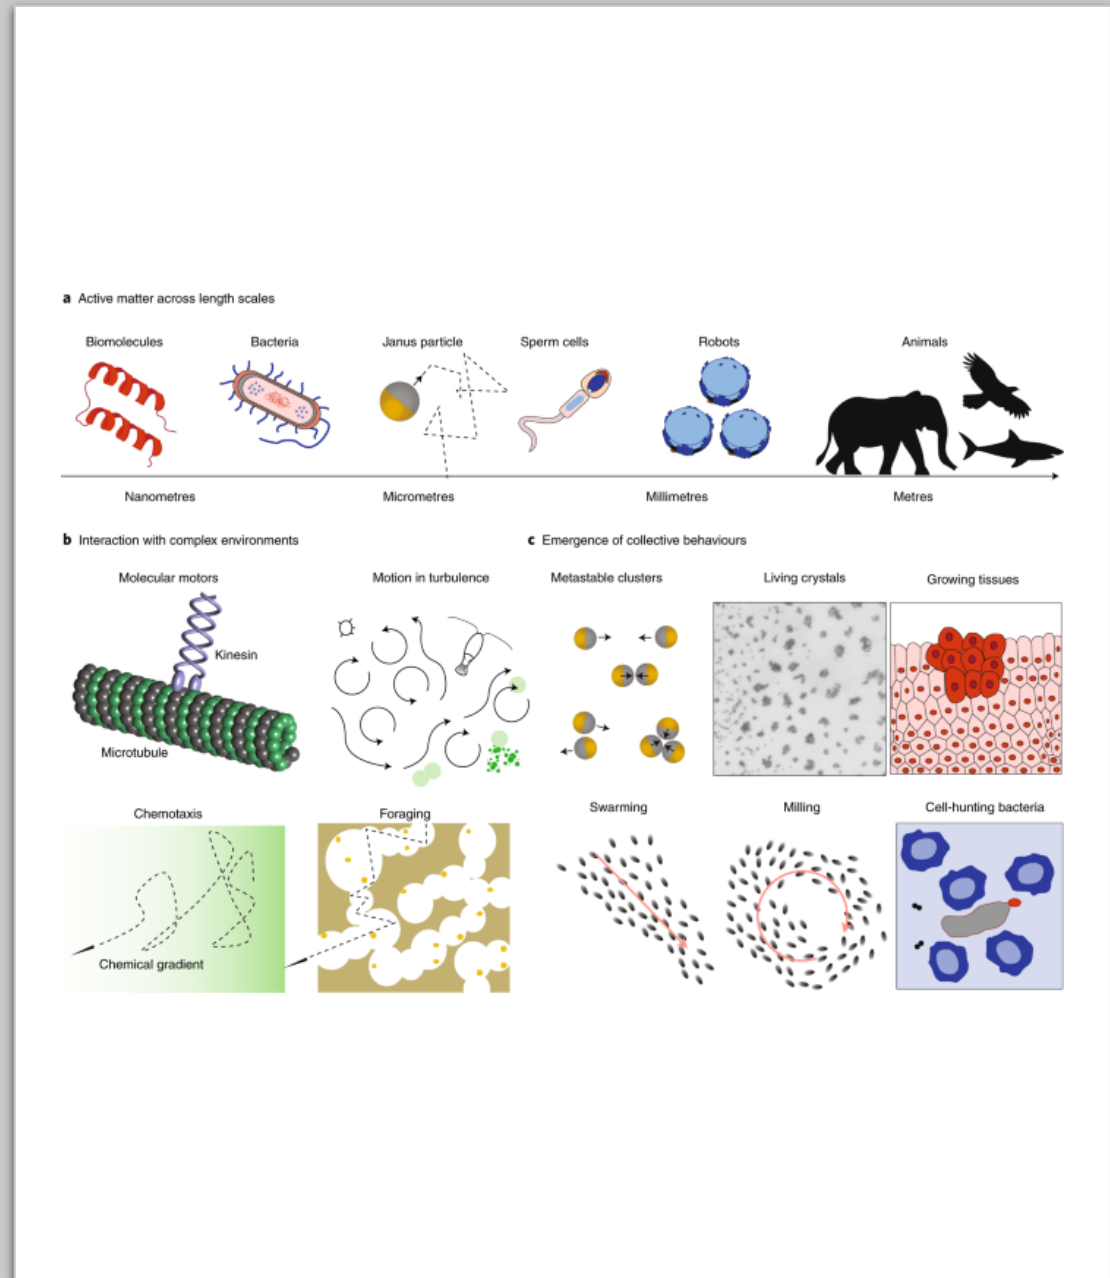 a Active matter across length scales
Biomolecules
Bacteria
Janus particle
Sperm cells
Robots
Animals
Nanometres
Micrometres
Millimetres
Metres
b Interaction with complex environments
Molecular motors
Motion in turbulence
Kinesin
Microtubule
Chemotaxis
Foraging
Chemical gradient
c Emergence of collective behaviours
Metastable clusters
Living crystals
Growing tissues
Swarming
Milling
Cell-hunting bacteria